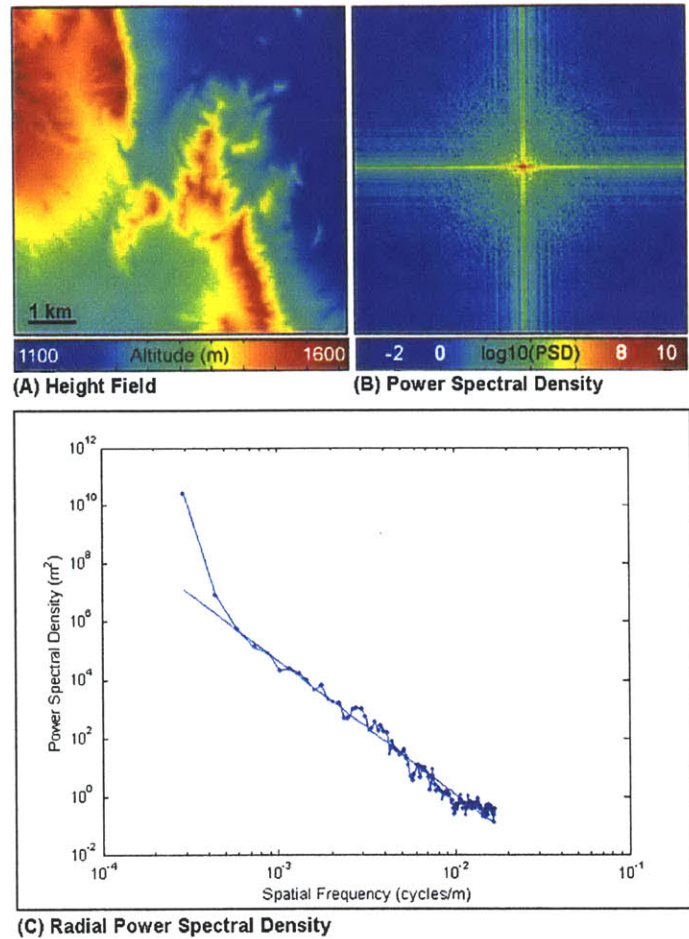 1 km
1100 Altitude (m) 1600
(A) Height Field
-2 0 log10(PSD) 8 10
(B) Power Spectral Density
10^12
10^10
10^8
10^6
10^4
10^2
10^0
10^-2
Power Spectral Density (m^2)
10^-4 10^-3 10^-2 10^-1
Spatial Frequency (cycles/m)
(C) Radial Power Spectral Density